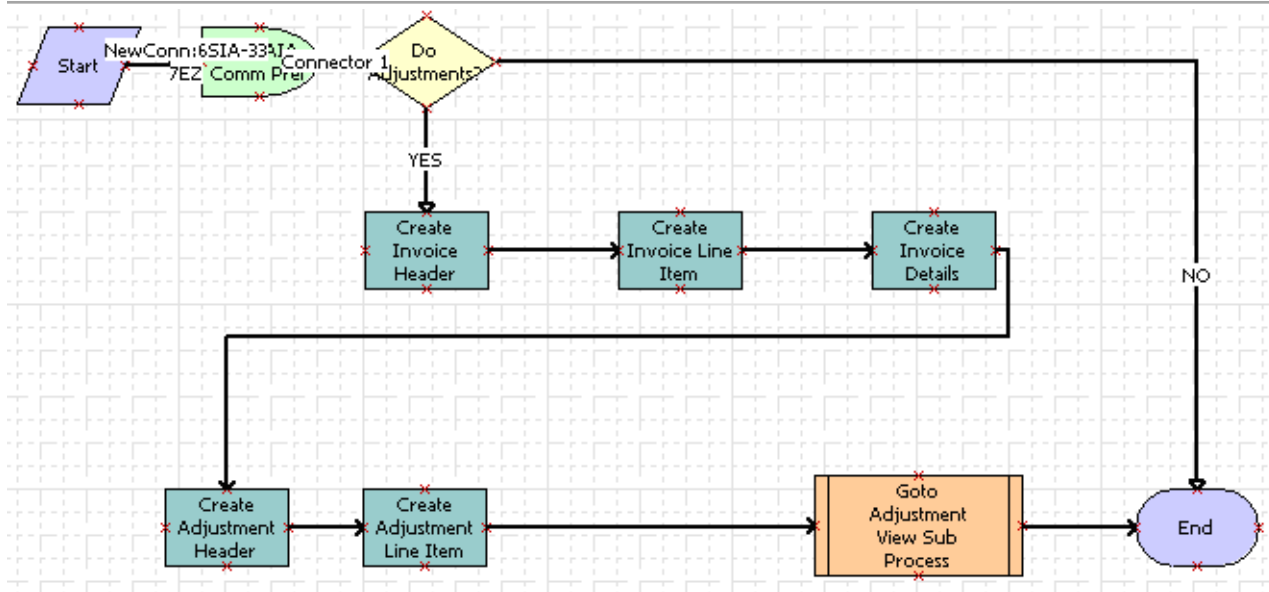 Start
NewConn
6SIA-33
7EZ
Comm Pref
Connector 1
Do
Adjustments?
YES
NO
Create
Invoice
Header
Create
Invoice Line
Item
Create
Invoice
Details
Create
Adjustment
Header
Create
Adjustment
Line Item
Goto
Adjustment
View Sub
Process
End